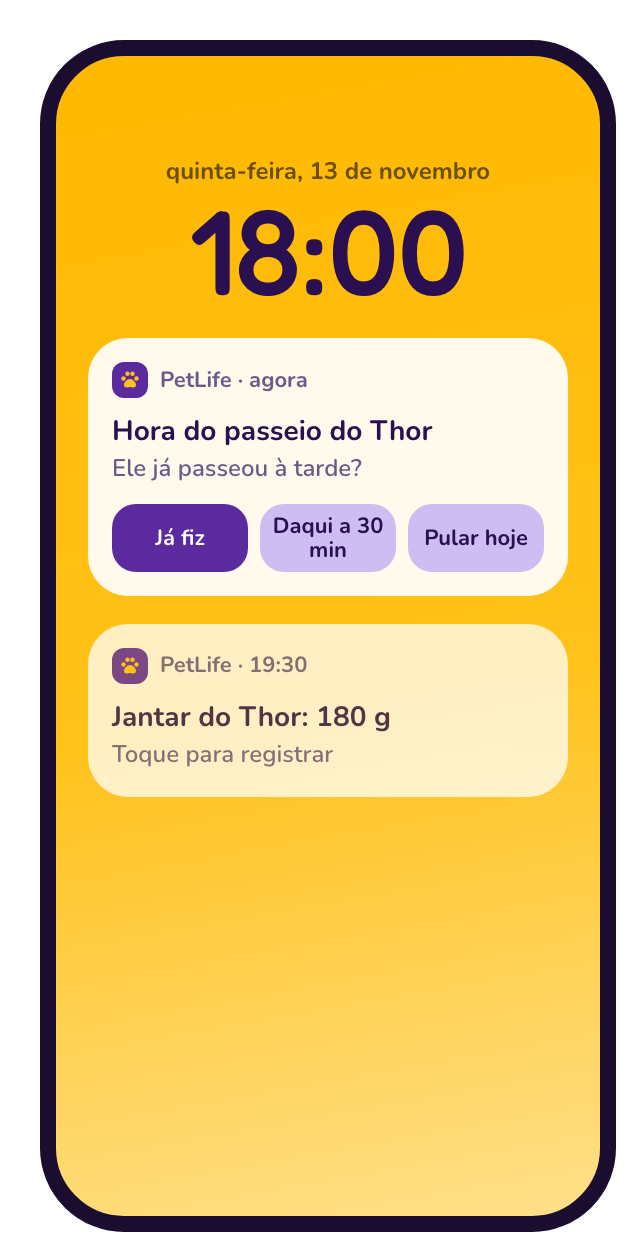 quinta-feira, 13 de novembro
18:00
PetLife · agora
Hora do passeio do Thor
Ele já passeou à tarde?
Já fiz
Daqui a 30
min
Pular hoje
PetLife · 19:30
Jantar do Thor: 180 g
Toque para registrar